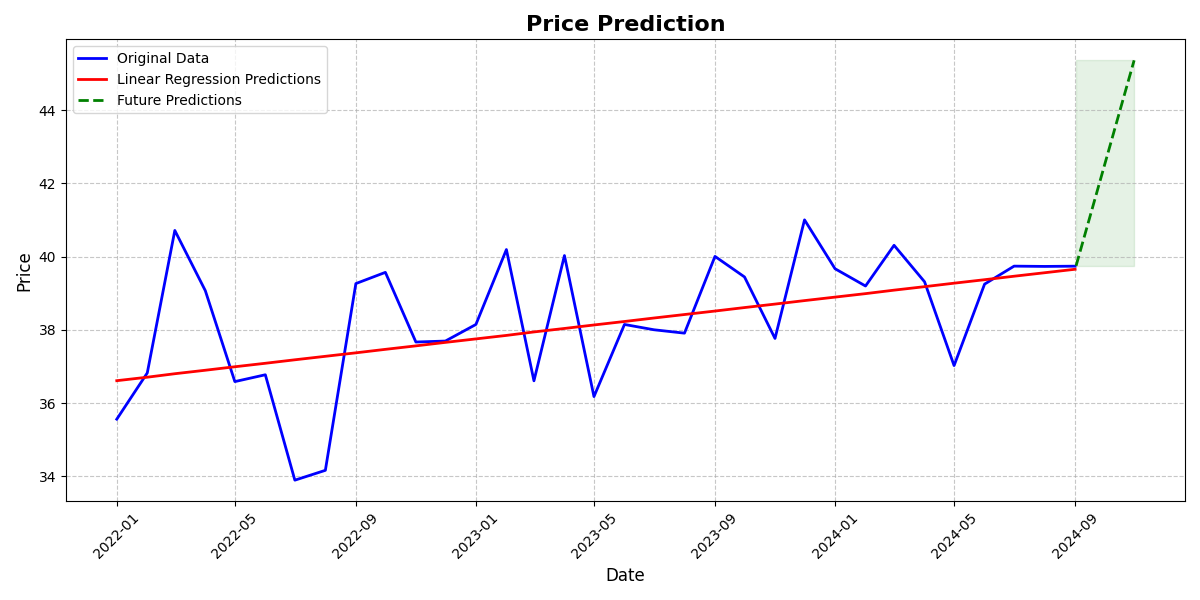 Price Prediction
Original Data
Linear Regression Predictions
Future Predictions
44
42
40
38
36
34
Price
2022-01
2022-05
2022-09
2023-01
2023-05
2023-09
2024-01
2024-05
2024-09
Date